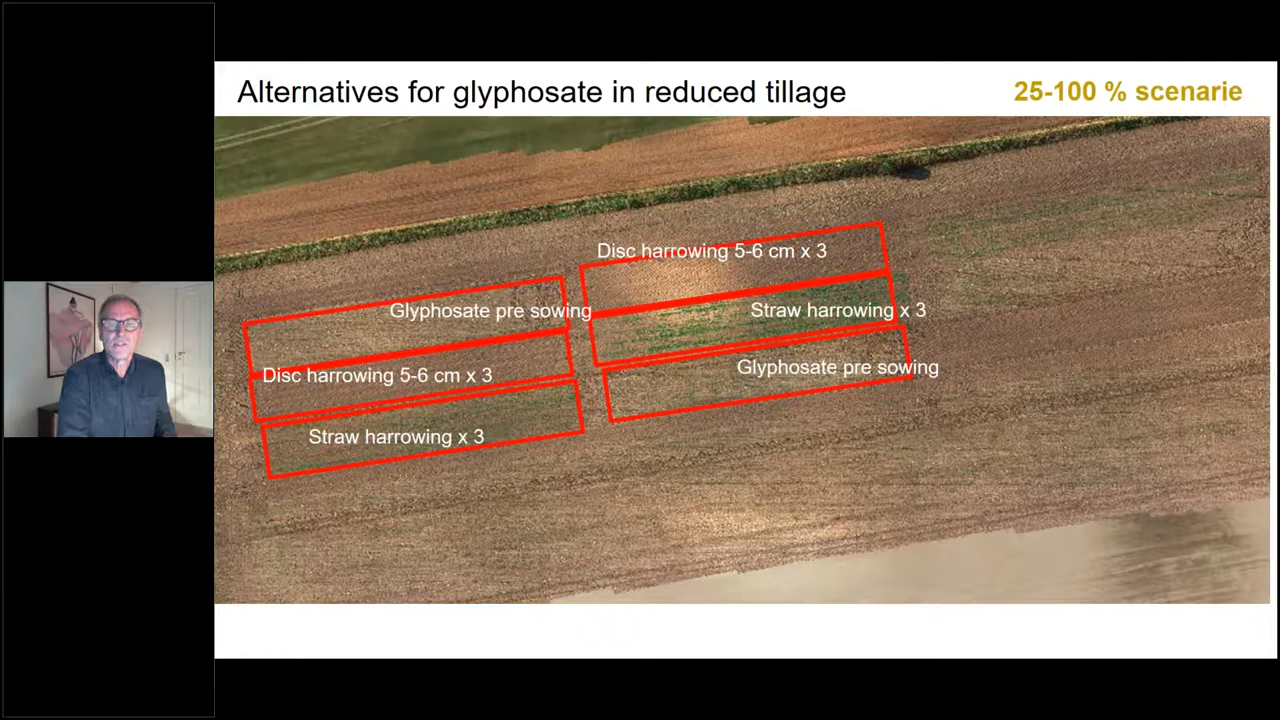 Alternatives for glyphosate in reduced tillage
25-100 % scenarie
Disc harrowing 5-6 cm x 3
Glyphosate pre sowing
Straw harrowing x 3
Disc harrowing 5-6 cm x 3
Glyphosate pre sowing
Straw harrowing x 3